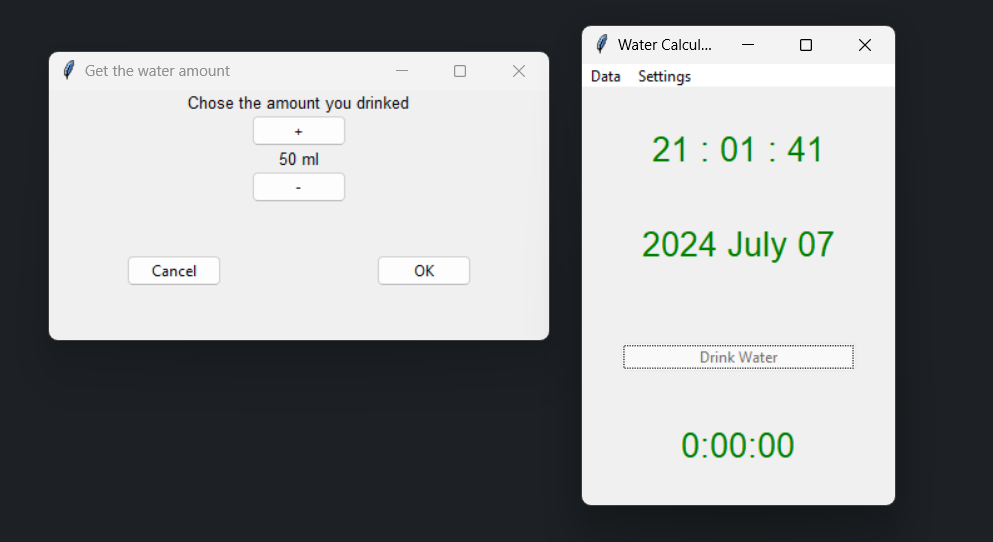 Get the water amount
Chose the amount you drinked
+
50 ml
-
Cancel OK
Water Calcul...
Data Settings
21 : 01 : 41
2024 July 07
Drink Water
0:00:00